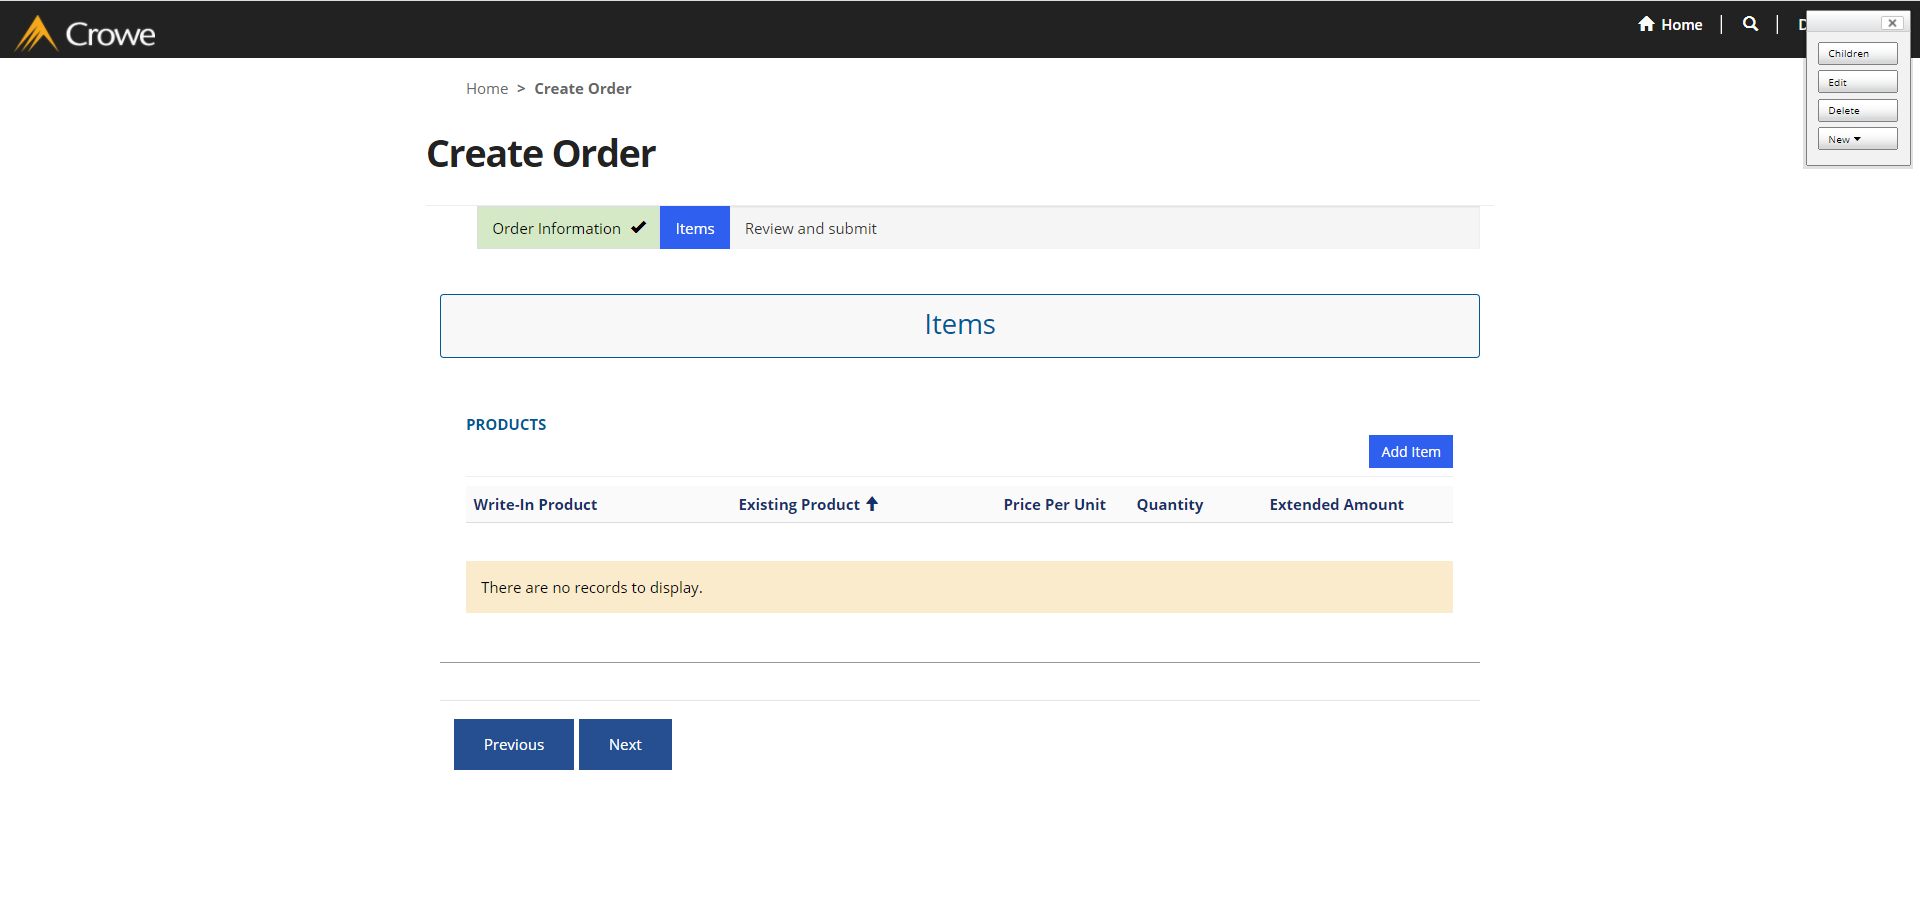 Crowe
Home
D
Children
Edit
Delete
New
Home > Create Order
Create Order
Order Information Items Review and submit
Items
PRODUCTS
Add Item
Write-In Product Existing Product Price Per Unit Quantity Extended Amount
There are no records to display.
Previous Next